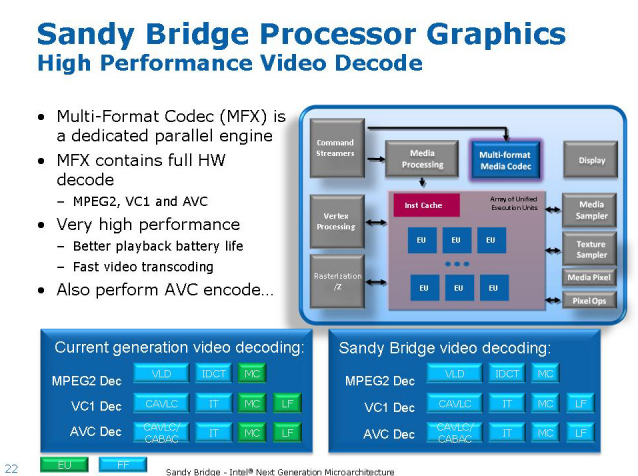 Sandy Bridge Processor Graphics
High Performance Video Decode
• Multi-Format Codec (MFX) is
a dedicated parallel engine
• MFX contains full HW
decode
– MPEG2, VC1 and AVC
• Very high performance
– Better playback battery life
– Fast video transcoding
• Also perform AVC encode…
Command
Streamers
Media
Processing
Multi-format
Media Codec
Display
Inst Cache
Array of Unified
Execution Units
Media
Sampler
Vertex
Processing
EU EU EU
Texture
Sampler
Rasterization
/Z
EU EU EU
Media Pixel
Pixel Ops
Current generation video decoding:
MPEG2 Dec VLD IDCT MC
VC1 Dec CAVLC IT MC LF
AVC Dec CAVLC/
CABAC IT MC LF
Sandy Bridge video decoding:
MPEG2 Dec VLD IDCT MC
VC1 Dec CAVLC IT MC LF
AVC Dec CAVLC/
CABAC IT MC LF
22 EU FF Sandy Bridge - Intel® Next Generation Microarchitecture